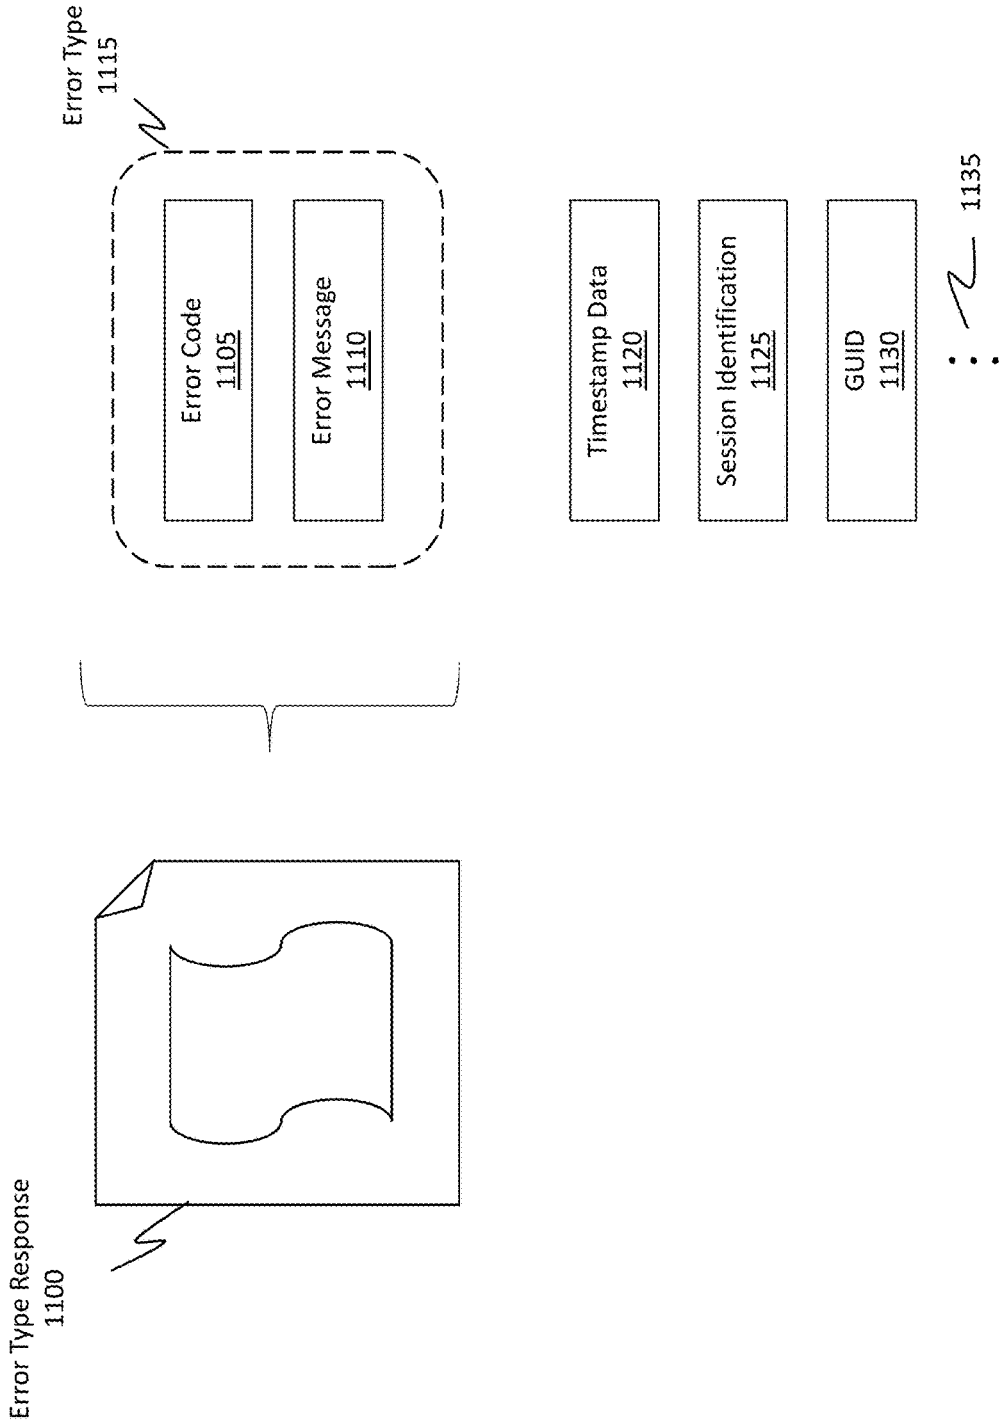 Error Type Response
1100
Error Type
1115
Error Code
1105
Error Message
1110
Timestamp Data
1120
Session Identification
1125
GUID
1130
1135